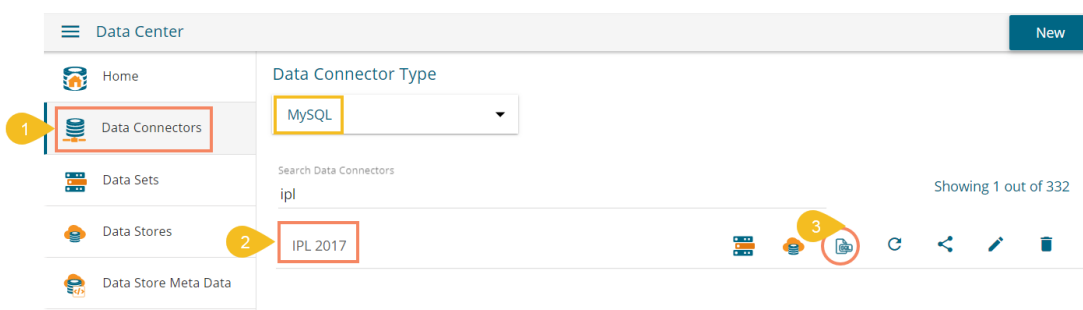 Data Center
New
Home
Data Connectors
Data Sets
Data Stores
Data Store Meta Data
Data Connector Type
MySQL
Search Data Connectors
ipl
Showing 1 out of 332
IPL 2017
1
2
3